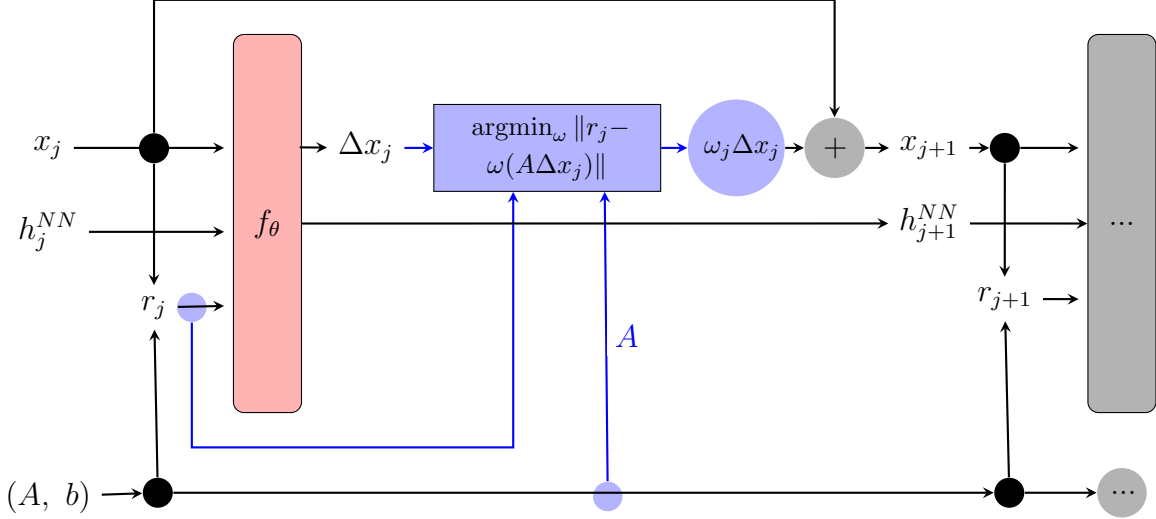 x_j
Δx_j
argmin_ω ‖r_j−
ω(AΔx_j)‖
ω_jΔx_j
+
x_{j+1}
h_j^{NN}
f_θ
h_{j+1}^{NN}
...
r_j
r_{j+1}
A
(A, b)
...